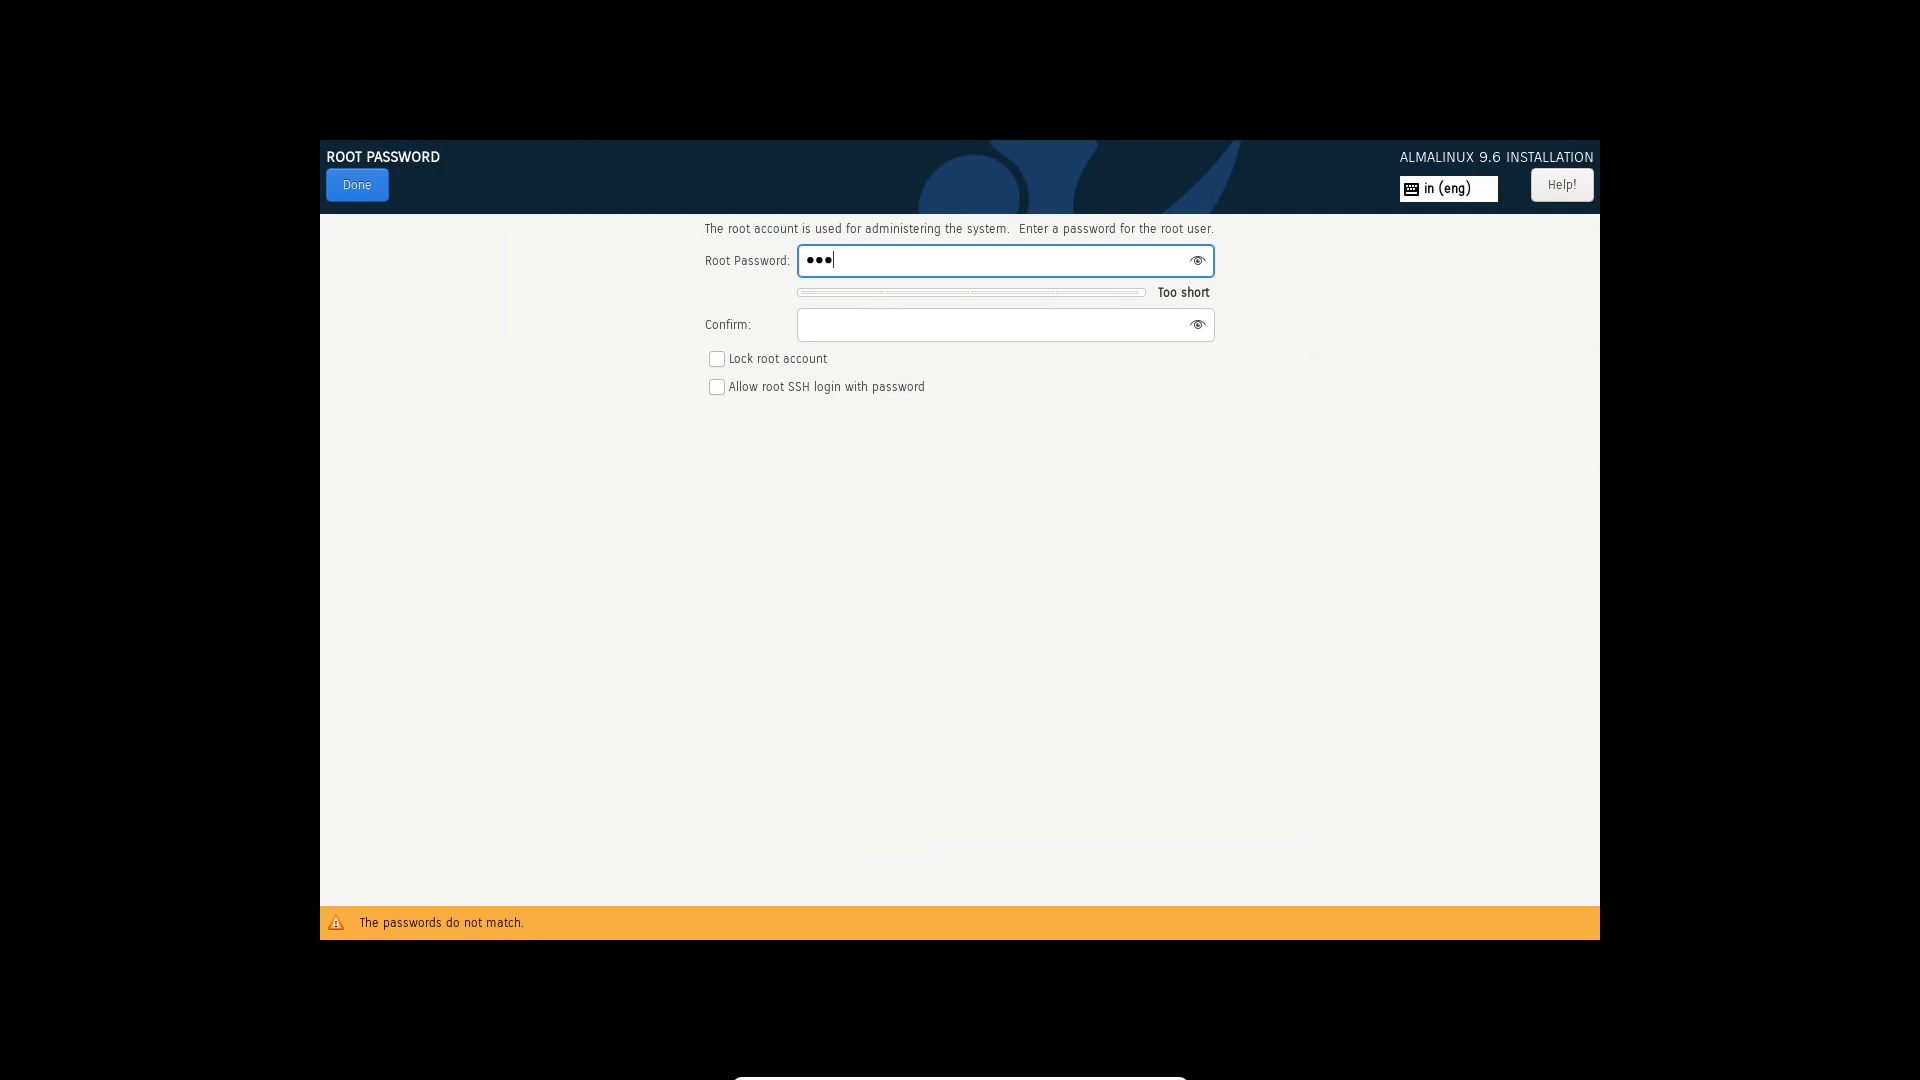 ROOT PASSWORD
ALMALINUX 9.6 INSTALLATION
Done
in (eng)
Help!
The root account is used for administering the system. Enter a password for the root user.
Root Password: ●●●
Too short
Confirm:
Lock root account
Allow root SSH login with password
The passwords do not match.